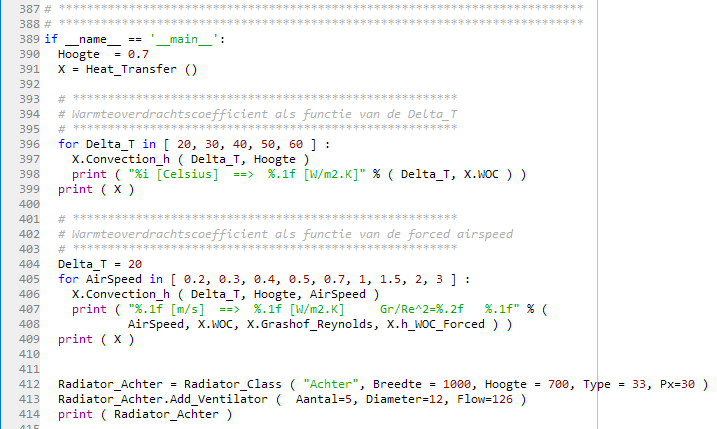 387 # **************************************************************************
388 # **************************************************************************
389 if __name__ == '__main__':
390   Hoogte  = 0.7
391   X = Heat_Transfer ()
392
393   # *******************************************************
394   # Warmteoverdrachtscoefficient als functie van de Delta_T
395   # *******************************************************
396   for Delta_T in [ 20, 30, 40, 50, 60 ] :
397     X.Convection_h ( Delta_T, Hoogte )
398     print ( "%i [Celsius]  ==>  %.1f [W/m2.K]" % ( Delta_T, X.WOC ) )
399   print ( X )
400
401   # *******************************************************
402   # Warmteoverdrachtscoefficient als functie van de forced airspeed
403   # *******************************************************
404   Delta_T = 20
405   for AirSpeed in [ 0.2, 0.3, 0.4, 0.5, 0.7, 1, 1.5, 2, 3 ] :
406     X.Convection_h ( Delta_T, Hoogte, AirSpeed )
407     print ( "%.1f [m/s]  ==>  %.1f [W/m2.K]     Gr/Re^2=%.2f   %.1f" % (
408             AirSpeed, X.WOC, X.Grashof_Reynolds, X.h_WOC_Forced ) )
409   print ( X )
410
411
412   Radiator_Achter = Radiator_Class ( "Achter", Breedte = 1000, Hoogte = 700, Type = 33, Px=30 )
413   Radiator_Achter.Add_Ventilator (  Aantal=5, Diameter=12, Flow=126 )
414   print ( Radiator_Achter )
415